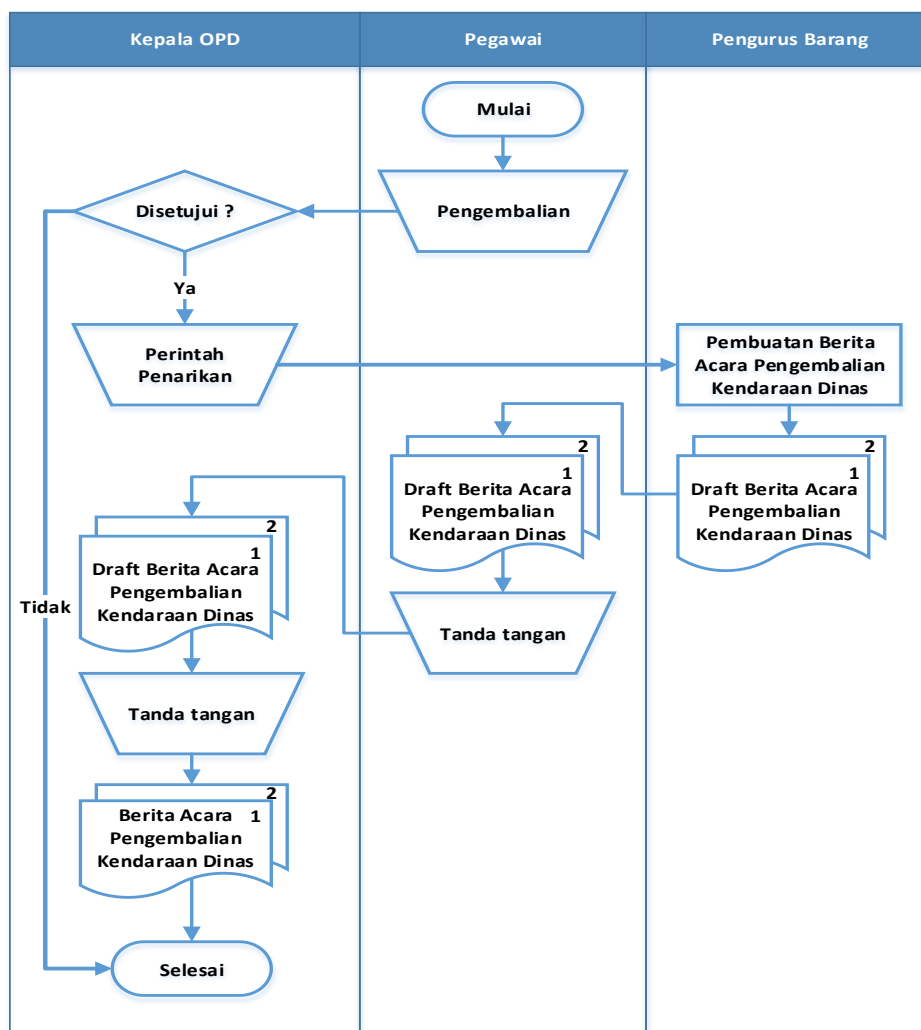 Kepala OPD
Pegawai
Pengurus Barang
Mulai
Pengembalian
Disetujui ?
Ya
Tidak
Perintah
Penarikan
Pembuatan Berita
Acara Pengembalian
Kendaraan Dinas
2
1
Draft Berita Acara
Pengembalian
Kendaraan Dinas
2
1
Draft Berita Acara
Pengembalian
Kendaraan Dinas
Tanda tangan
2
1
Draft Berita Acara
Pengembalian
Kendaraan Dinas
Tanda tangan
2
Berita Acara 1
Pengembalian
Kendaraan Dinas
Selesai